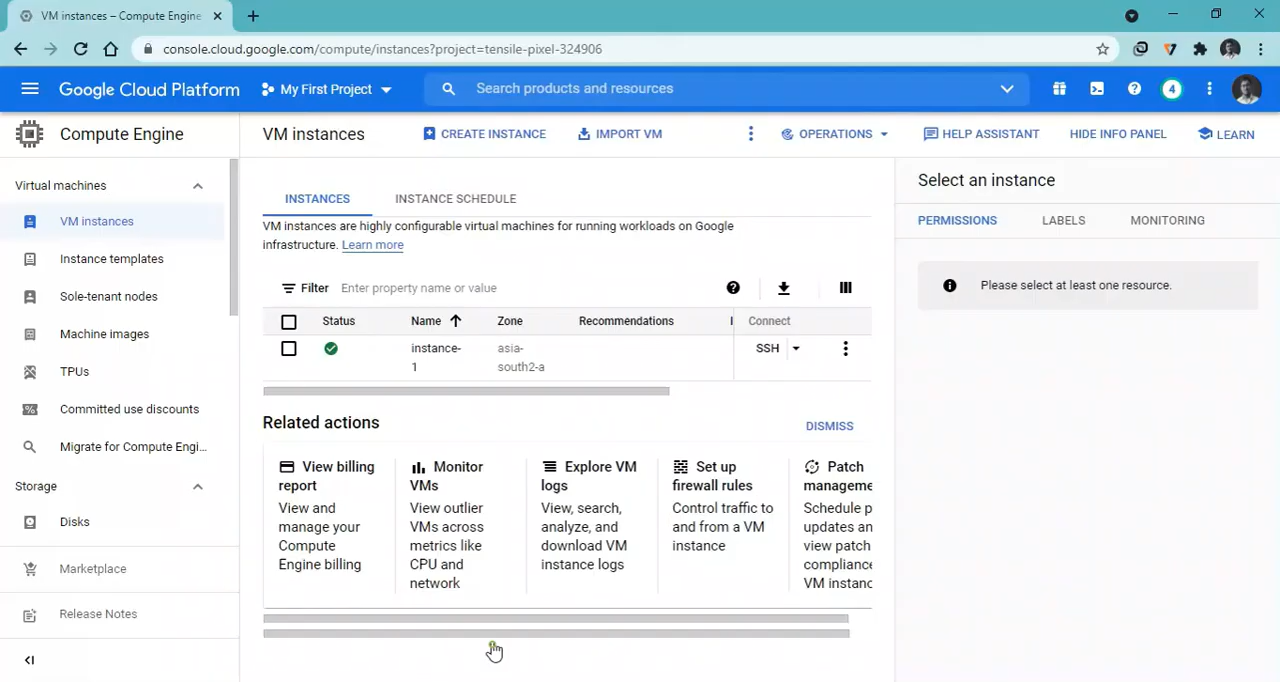 VM instances – Compute Engine
console.cloud.google.com/compute/instances?project=tensile-pixel-324906
Google Cloud Platform
My First Project
Search products and resources
4
Compute Engine
VM instances
CREATE INSTANCE
IMPORT VM
OPERATIONS
HELP ASSISTANT
HIDE INFO PANEL
LEARN
Virtual machines
VM instances
Instance templates
Sole-tenant nodes
Machine images
TPUs
Committed use discounts
Migrate for Compute Engi...
Storage
Disks
Marketplace
Release Notes
INSTANCES
INSTANCE SCHEDULE
VM instances are highly configurable virtual machines for running workloads on Google
infrastructure. Learn more
Filter Enter property name or value
Status Name Zone Recommendations Connect
instance-
1
asia-
south2-a
SSH
Related actions
DISMISS
View billing
report
View and
manage your
Compute
Engine billing
Monitor
VMs
View outlier
VMs across
metrics like
CPU and
network
Explore VM
logs
View, search,
analyze, and
download VM
instance logs
Set up
firewall rules
Control traffic to
and from a VM
instance
Patch
manageme
Schedule p
updates an
view patch
compliance
VM instanc
Select an instance
PERMISSIONS
LABELS
MONITORING
Please select at least one resource.